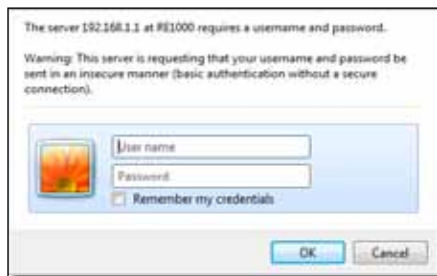 The server 192.168.1.1 at RE1000 requires a username and password.
Warning: This server is requesting that your username and password be
sent in an insecure manner (basic authentication without a secure
connection).
User name
Password
Remember my credentials
OK
Cancel